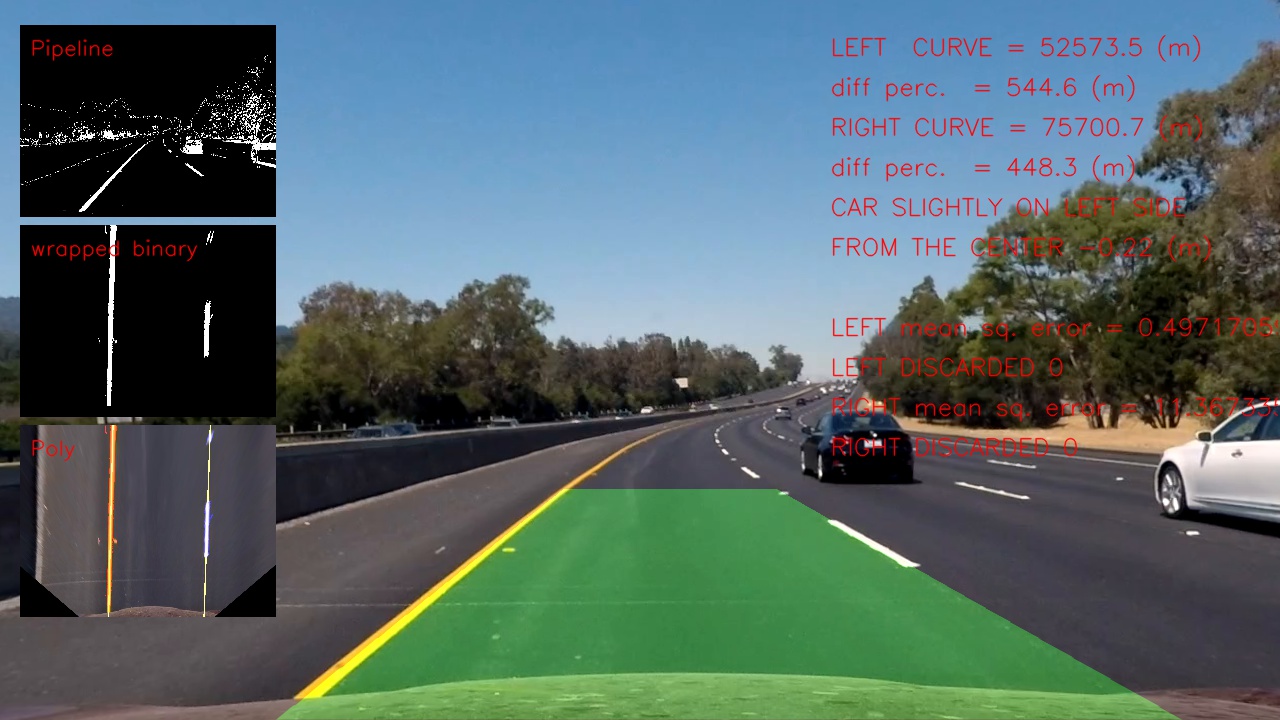 Pipeline
wrapped binary
Poly
LEFT CURVE = 52573.5 (m)
diff perc. = 544.6 (m)
RIGHT CURVE = 75700.7 (m)
diff perc. = 448.3 (m)
CAR SLIGHTLY ON LEFT SIDE
FROM THE CENTER -0.22 (m)
LEFT mean sq. error = 0.4971705
LEFT DISCARDED 0
RIGHT mean sq. error = 11.36733
RIGHT DISCARDED 0